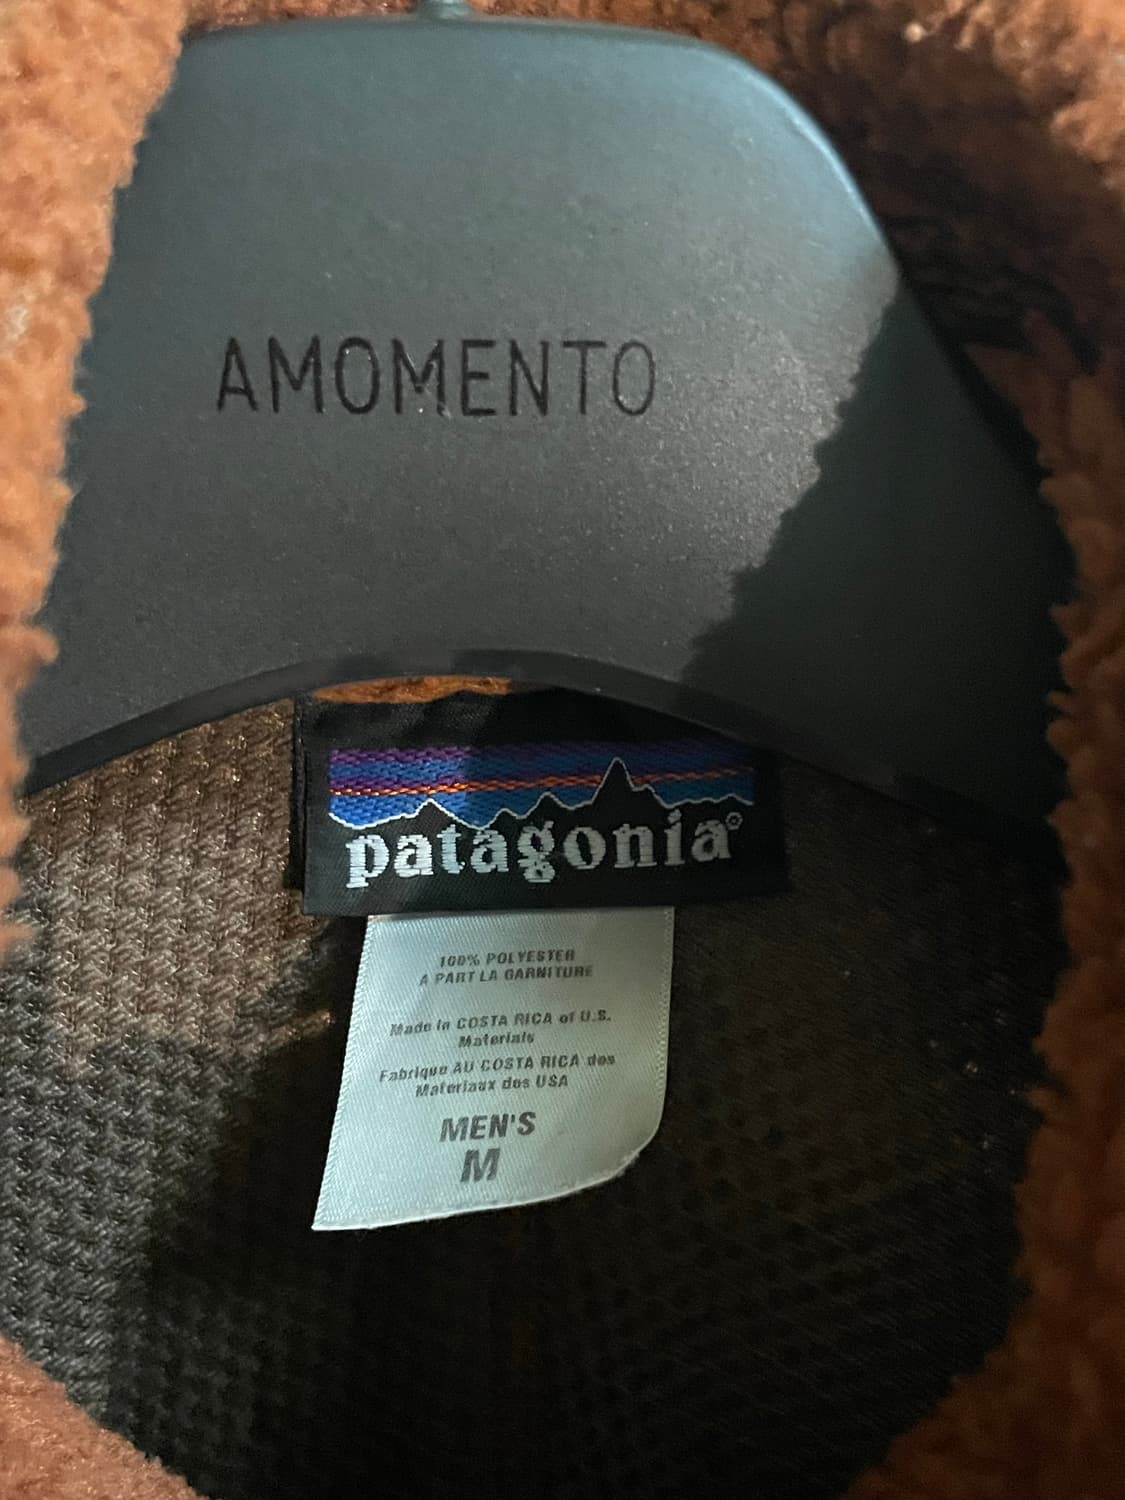 AMOMENTO
patagonia®
100% POLYESTER
A PART LA GARNITURE
Made in COSTA RICA of U.S.
Materials
Fabrique AU COSTA RICA des
Materiaux des USA
MEN'S
M